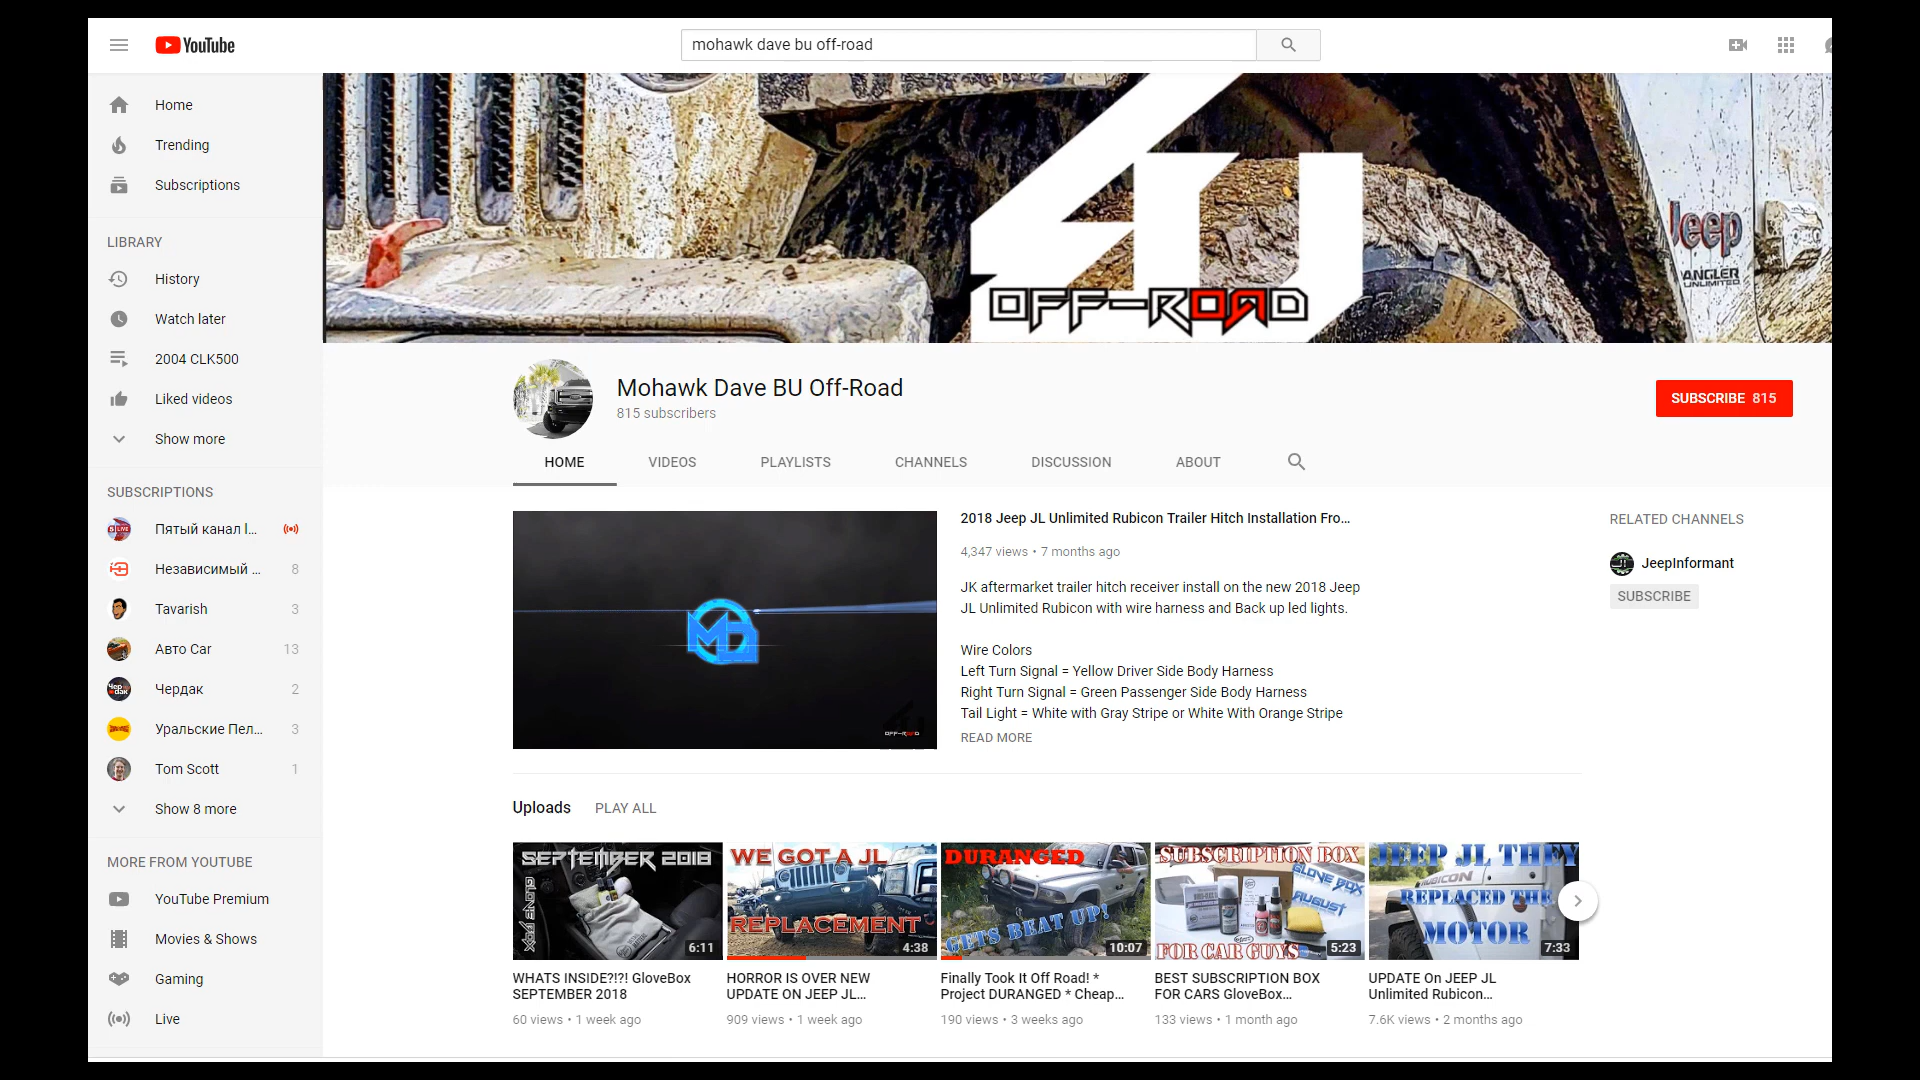 YouTube
mohawk dave bu off-road
Home
Trending
Subscriptions
LIBRARY
History
Watch later
2004 CLK500
Liked videos
Show more
SUBSCRIPTIONS
Пятый канал l...
Независимый ... 8
Tavarish 3
Авто Car 13
Чердак 2
Уральские Пел... 3
Tom Scott 1
Show 8 more
MORE FROM YOUTUBE
YouTube Premium
Movies & Shows
Gaming
Live
Jeep
ANGLER
UNLIMITED
4U
OFF-ROAD
Mohawk Dave BU Off-Road
815 subscribers
SUBSCRIBE 815
HOME VIDEOS PLAYLISTS CHANNELS DISCUSSION ABOUT
MD
OFF-ROAD
2018 Jeep JL Unlimited Rubicon Trailer Hitch Installation Fro...
4,347 views • 7 months ago
JK aftermarket trailer hitch receiver install on the new 2018 Jeep
JL Unlimited Rubicon with wire harness and Back up led lights.
Wire Colors
Left Turn Signal = Yellow Driver Side Body Harness
Right Turn Signal = Green Passenger Side Body Harness
Tail Light = White with Gray Stripe or White With Orange Stripe
READ MORE
RELATED CHANNELS
JeepInformant
SUBSCRIBE
Uploads PLAY ALL
SEPTEMBER 2018
GLOVE BOX
6:11
WHATS INSIDE?!?! GloveBox
SEPTEMBER 2018
60 views • 1 week ago
WE GOT A JL
REPLACEMENT
4:38
HORROR IS OVER NEW
UPDATE ON JEEP JL...
909 views • 1 week ago
DURANGED
GETS BEAT UP!
10:07
Finally Took It Off Road! *
Project DURANGED * Cheap...
190 views • 3 weeks ago
SUBSCRIPTION BOX
GLOVE BOX
AUGUST
FOR CAR GUYS
5:23
BEST SUBSCRIPTION BOX
FOR CARS GloveBox...
133 views • 1 month ago
JEEP JL THEY
RUBICON
REPLACED THE
MOTOR
7:33
UPDATE On JEEP JL
Unlimited Rubicon...
7.6K views • 2 months ago